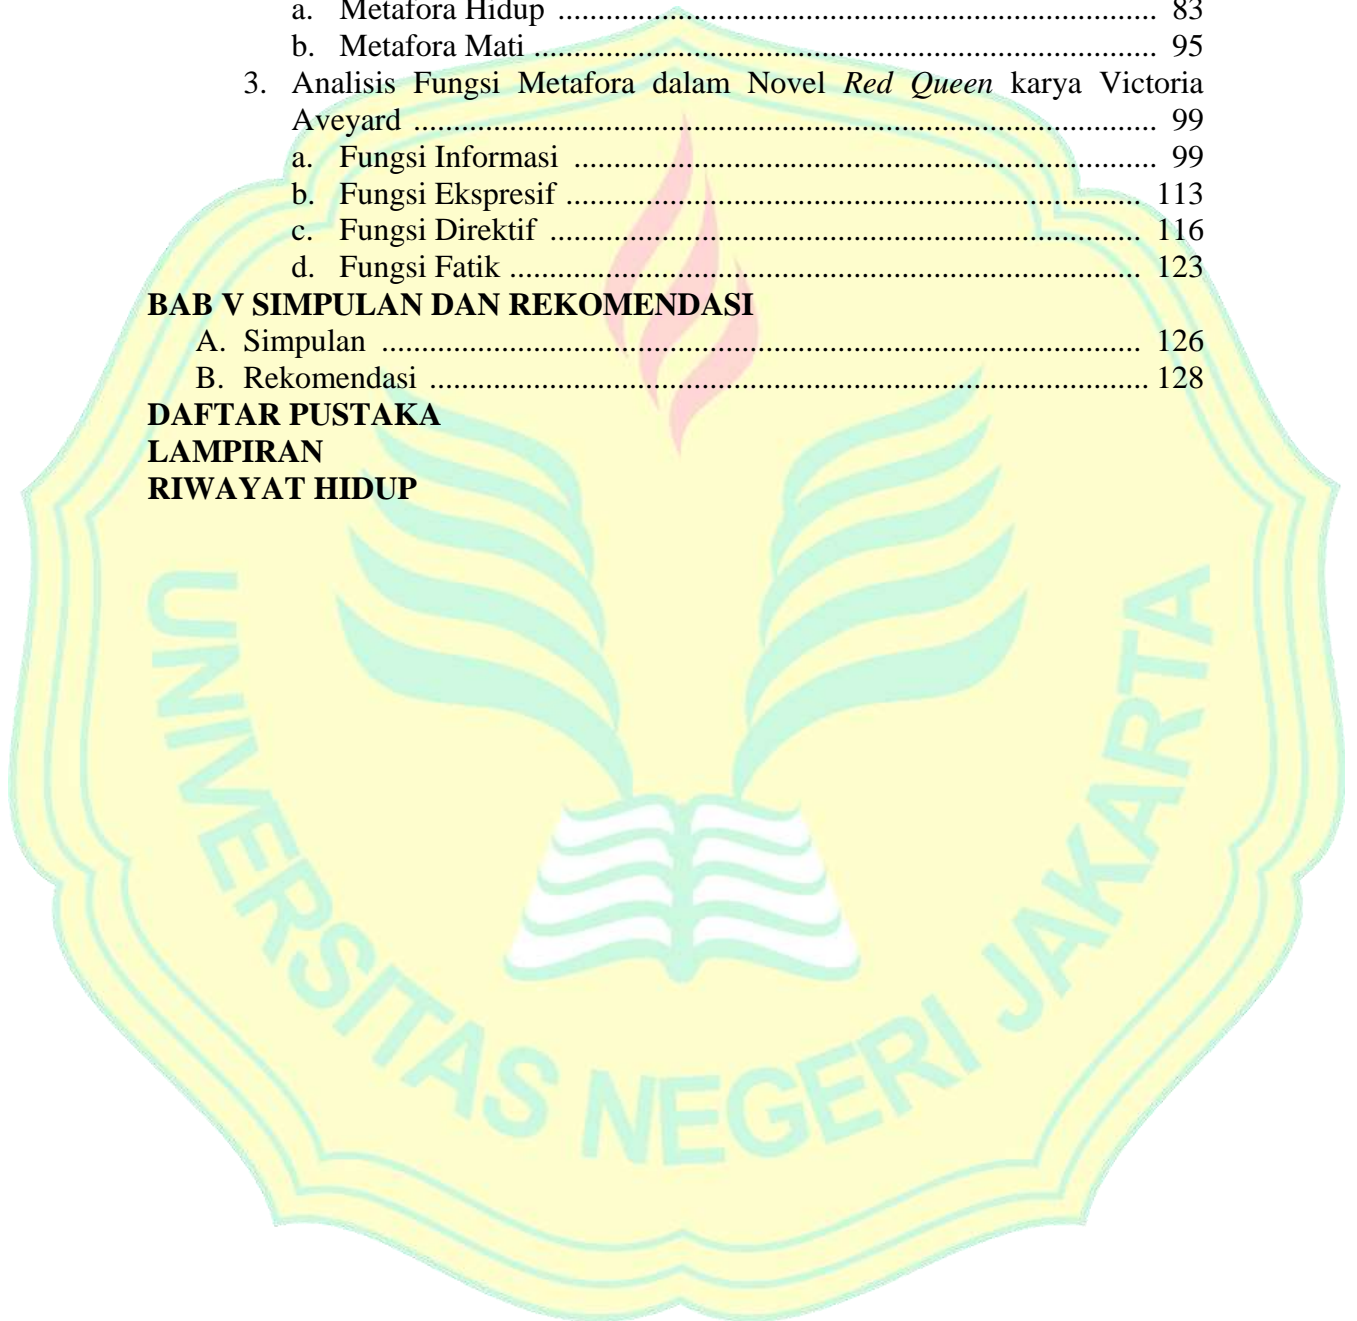 a. Metafora Hidup ........................................................................... 83
b. Metafora Mati .............................................................................. 95
3. Analisis Fungsi Metafora dalam Novel Red Queen karya Victoria
Aveyard ............................................................................................. 99
a. Fungsi Informasi ......................................................................... 99
b. Fungsi Ekspresif ........................................................................ 113
c. Fungsi Direktif .......................................................................... 116
d. Fungsi Fatik ............................................................................... 123
BAB V SIMPULAN DAN REKOMENDASI
A. Simpulan ............................................................................................... 126
B. Rekomendasi .......................................................................................... 128
DAFTAR PUSTAKA
LAMPIRAN
RIWAYAT HIDUP
UNIVERSITAS NEGERI JAKARTA